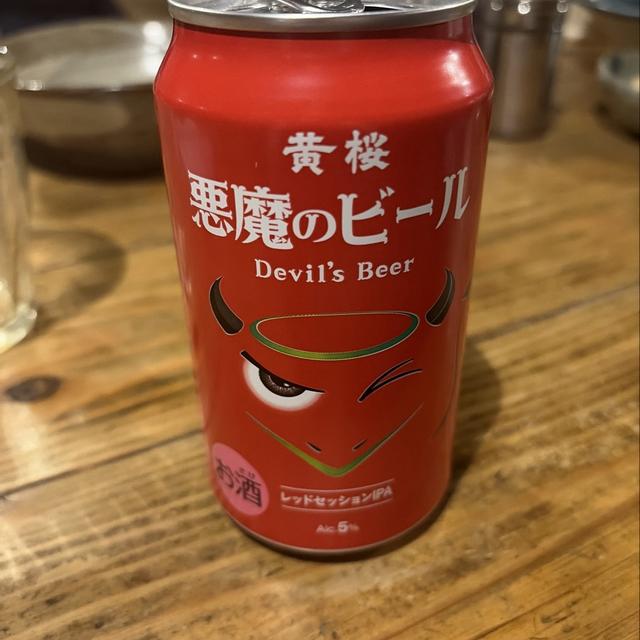 黄桜
悪魔のビール
Devil's Beer
お酒
レッドセッションIPA
Alc.5%